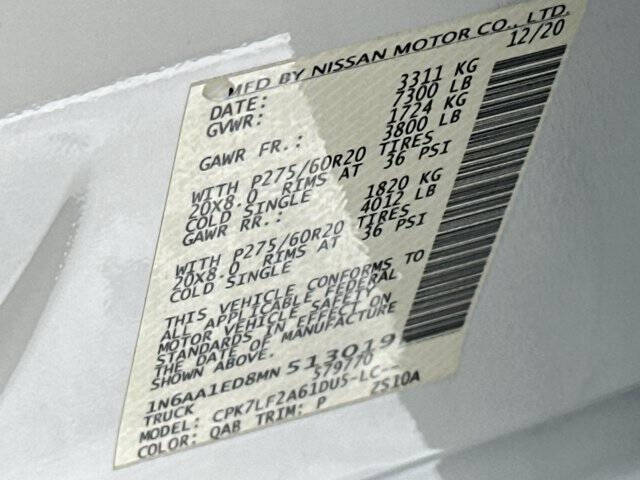 MFD BY NISSAN MOTOR CO., LTD.
DATE: 12/20
GVWR: 3311 KG
7300 LB
GAWR FR.: 1724 KG
3800 LB
WITH P275/60R20 TIRES
20X8.0 RIMS AT 36 PSI
COLD SINGLE
GAWR RR.: 1820 KG
4012 LB
WITH P275/60R20 TIRES
20X8.0 RIMS AT 36 PSI
COLD SINGLE
THIS VEHICLE CONFORMS TO
ALL APPLICABLE FEDERAL
MOTOR VEHICLE SAFETY
STANDARDS IN EFFECT ON
THE DATE OF MANUFACTURE
SHOWN ABOVE.
1N6AA1ED8MN 513019
TRUCK 579770
MODEL: CPK7LF2A61DU5-LC
COLOR: QAB TRIM: P ZS10A